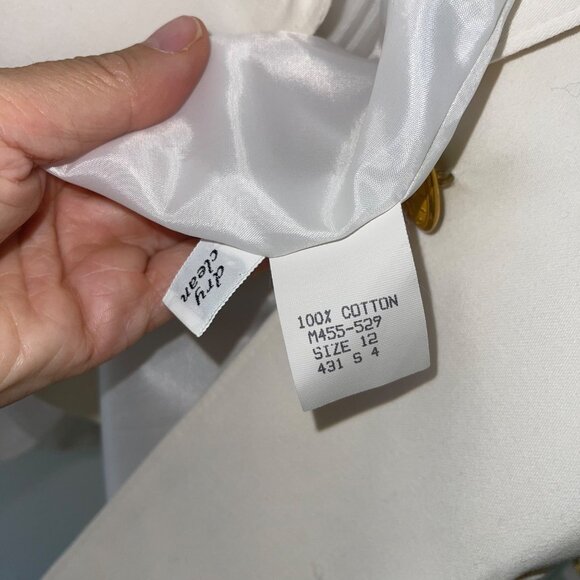 dry
clean
100% COTTON
M455-529
SIZE 12
431 S 4